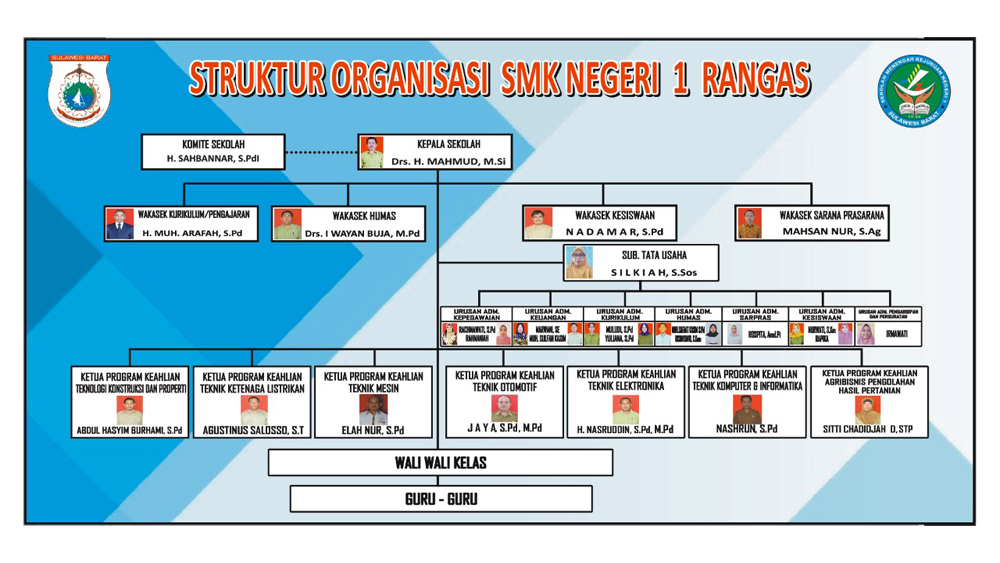 STRUKTUR ORGANISASI SMK NEGERI 1 RANGAS
SULAWESI BARAT
SEKOLAH MENENGAH KEJURUAN NEGERI 1
SULAWESI BARAT
KOMITE SEKOLAH
H. SAHBANNAR, S.PdI
KEPALA SEKOLAH
Drs. H. MAHMUD, M.Si
WAKASEK KURIKULUM/PENGAJARAN
H. MUH. ARAFAH, S.Pd
WAKASEK HUMAS
Drs. I WAYAN BUJA, M.Pd
WAKASEK KESISWAAN
N A D A M A R, S.Pd
WAKASEK SARANA PRASARANA
MAHSAN NUR, S.Ag
SUB. TATA USAHA
S I L K I A H, S.Sos
URUSAN ADM.
KEPEGAWAIAN
RACHMAWATI, S.Pd
RAHMANIAH
URUSAN ADM.
KEUANGAN
MARWANI, SE
MUH. SULFAN KASIM
URUSAN ADM.
KURIKULUM
MULIADI, S.Pd
YULIANA, S.Pd
URUSAN ADM.
HUMAS
URUSAN ADM.
SARPRAS
ROSPITA, Amd.Pi
URUSAN ADM.
KESISWAAN
NURHAYATI, S.Sos
HAPIKA
URUSAN ADM. PENGARSIPAN
DAN PERSURATAN
IRMAWATI
KETUA PROGRAM KEAHLIAN
TEKNOLOGI KONSTRUKSI DAN PROPERTI
ABDUL HASYIM BURHAMI, S.Pd
KETUA PROGRAM KEAHLIAN
TEKNIK KETENAGA LISTRIKAN
AGUSTINUS SALOSSO, S.T
KETUA PROGRAM KEAHLIAN
TEKNIK MESIN
ELAH NUR, S.Pd
KETUA PROGRAM KEAHLIAN
TEKNIK OTOMOTIF
J A Y A, S.Pd, M.Pd
KETUA PROGRAM KEAHLIAN
TEKNIK ELEKTRONIKA
H. NASRUDDIN, S.Pd, M.Pd
KETUA PROGRAM KEAHLIAN
TEKNIK KOMPUTER & INFORMATIKA
NASHRUN, S.Pd
KETUA PROGRAM KEAHLIAN
AGRIBISNIS PENGOLAHAN
HASIL PERTANIAN
SITTI CHADIDJAH D, STP
WALI WALI KELAS
GURU - GURU